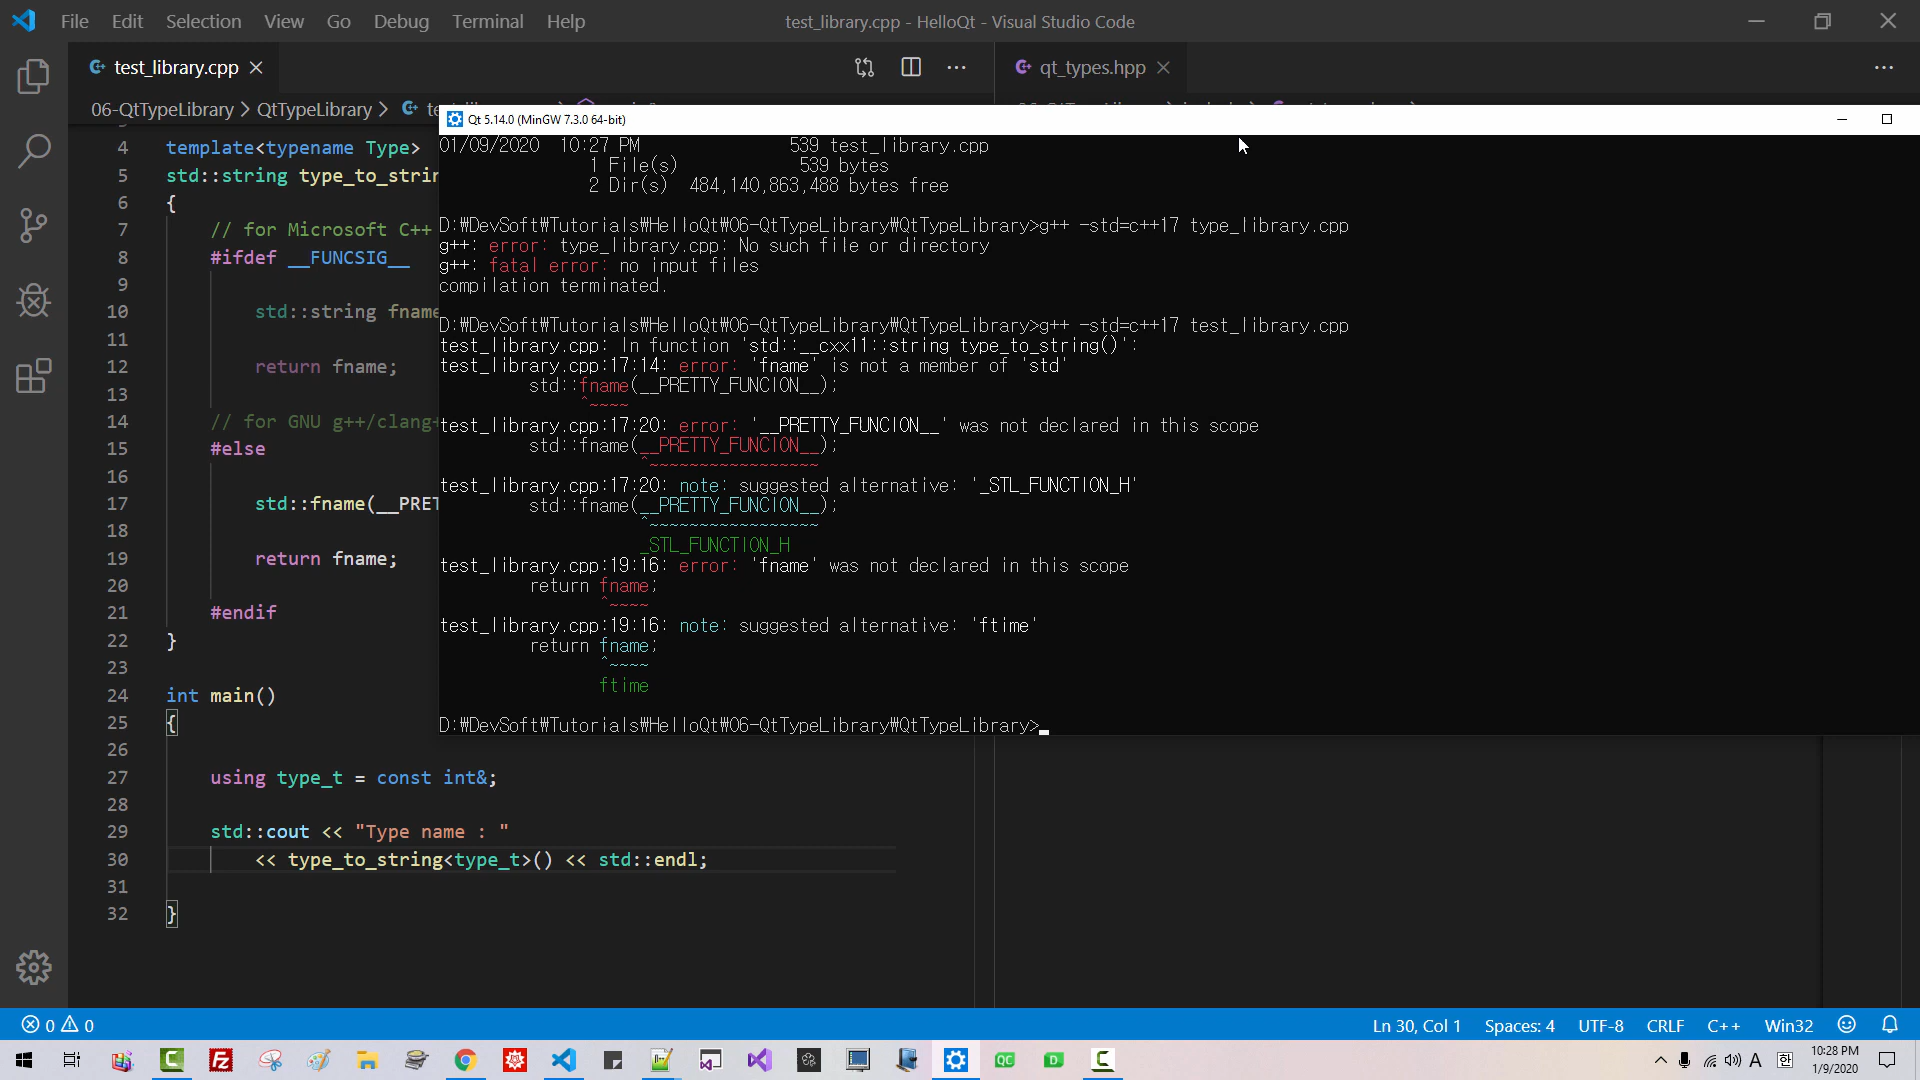 File Edit Selection View Go Debug Terminal Help
test_library.cpp - HelloQt - Visual Studio Code
test_library.cpp
qt_types.hpp
06-QtTypeLibrary > QtTypeLibrary >
4 template<typename Type>
5 std::string type_to_strin
6 {
7 // for Microsoft C++
8 #ifdef __FUNCSIG__
9
10 std::string fname
11
12 return fname;
13
14 // for GNU g++/clang+
15 #else
16
17 std::fname(__PRET
18
19 return fname;
20
21 #endif
22 }
23
24 int main()
25 {
26
27 using type_t = const int&;
28
29 std::cout << "Type name : "
30 << type_to_string<type_t>() << std::endl;
31
32 }
Qt 5.14.0 (MinGW 7.3.0 64-bit)
01/09/2020 10:27 PM 539 test_library.cpp
1 File(s) 539 bytes
2 Dir(s) 484,140,863,488 bytes free
D:₩DevSoft₩Tutorials₩HelloQt₩06-QtTypeLibrary₩QtTypeLibrary>g++ -std=c++17 type_library.cpp
g++: error: type_library.cpp: No such file or directory
g++: fatal error: no input files
compilation terminated.
D:₩DevSoft₩Tutorials₩HelloQt₩06-QtTypeLibrary₩QtTypeLibrary>g++ -std=c++17 test_library.cpp
test_library.cpp: In function 'std::__cxx11::string type_to_string()':
test_library.cpp:17:14: error: 'fname' is not a member of 'std'
std::fname(__PRETTY_FUNCION__);
^~~~~
test_library.cpp:17:20: error: '__PRETTY_FUNCION__' was not declared in this scope
std::fname(__PRETTY_FUNCION__);
^~~~~~~~~~~~~~~~~~
test_library.cpp:17:20: note: suggested alternative: '_STL_FUNCTION_H'
std::fname(__PRETTY_FUNCION__);
^~~~~~~~~~~~~~~~~~
_STL_FUNCTION_H
test_library.cpp:19:16: error: 'fname' was not declared in this scope
return fname;
^~~~~
test_library.cpp:19:16: note: suggested alternative: 'ftime'
return fname;
^~~~~
ftime
D:₩DevSoft₩Tutorials₩HelloQt₩06-QtTypeLibrary₩QtTypeLibrary>
0 0
Ln 30, Col 1 Spaces: 4 UTF-8 CRLF C++ Win32
A 한 10:28 PM
1/9/2020